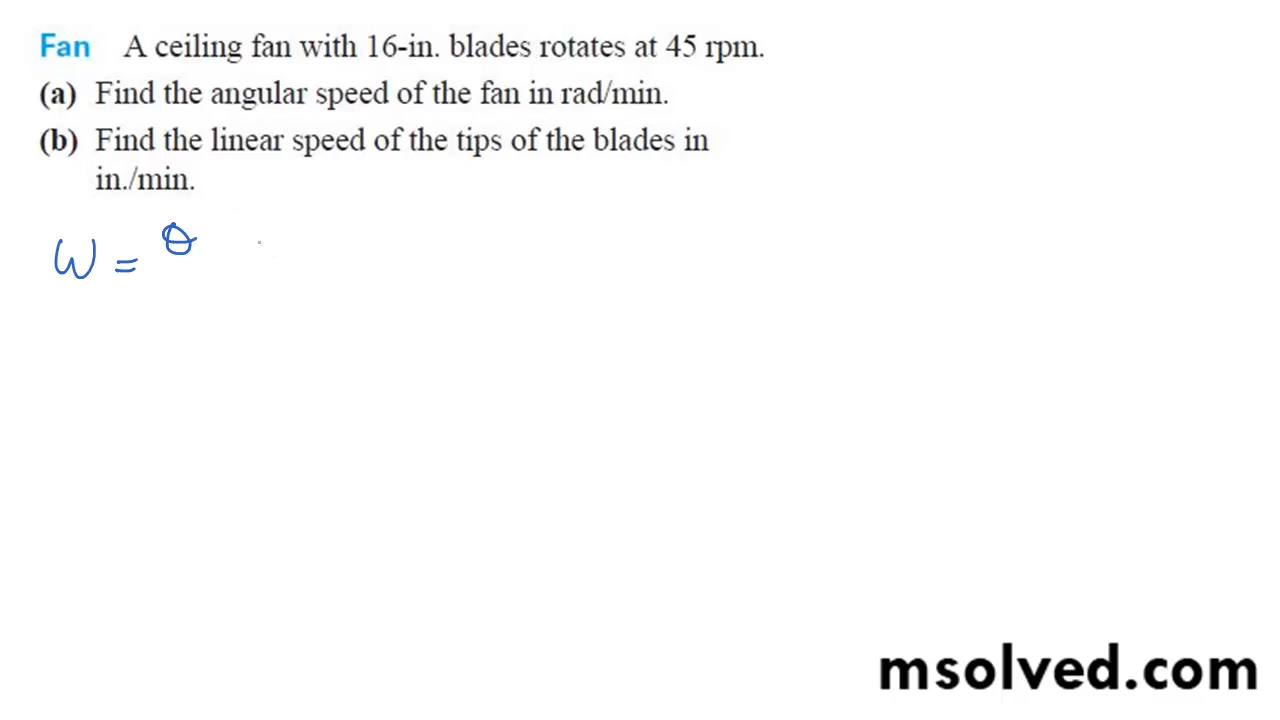 Fan A ceiling fan with 16-in. blades rotates at 45 rpm.
(a) Find the angular speed of the fan in rad/min.
(b) Find the linear speed of the tips of the blades in
in./min.
ω = θ
msolved.com